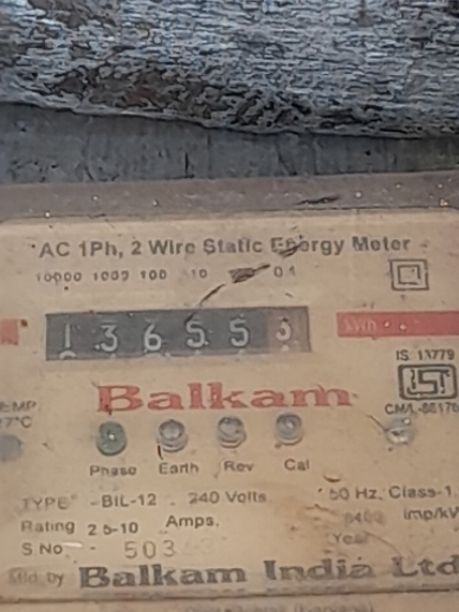 AC 1Ph, 2 Wire Static Energy Meter
10000 1000 100 10 0.1
1 3 6 5 5 kWh
IS 13779
Balkam
CM/L
Phase Earth Rev Cal
TYPE - BIL-12 240 Volts 50 Hz, Class-1.
Rating 2.5-10 Amps. imp/kW
S.No. - 503 Year
Mfd. by Balkam India Ltd